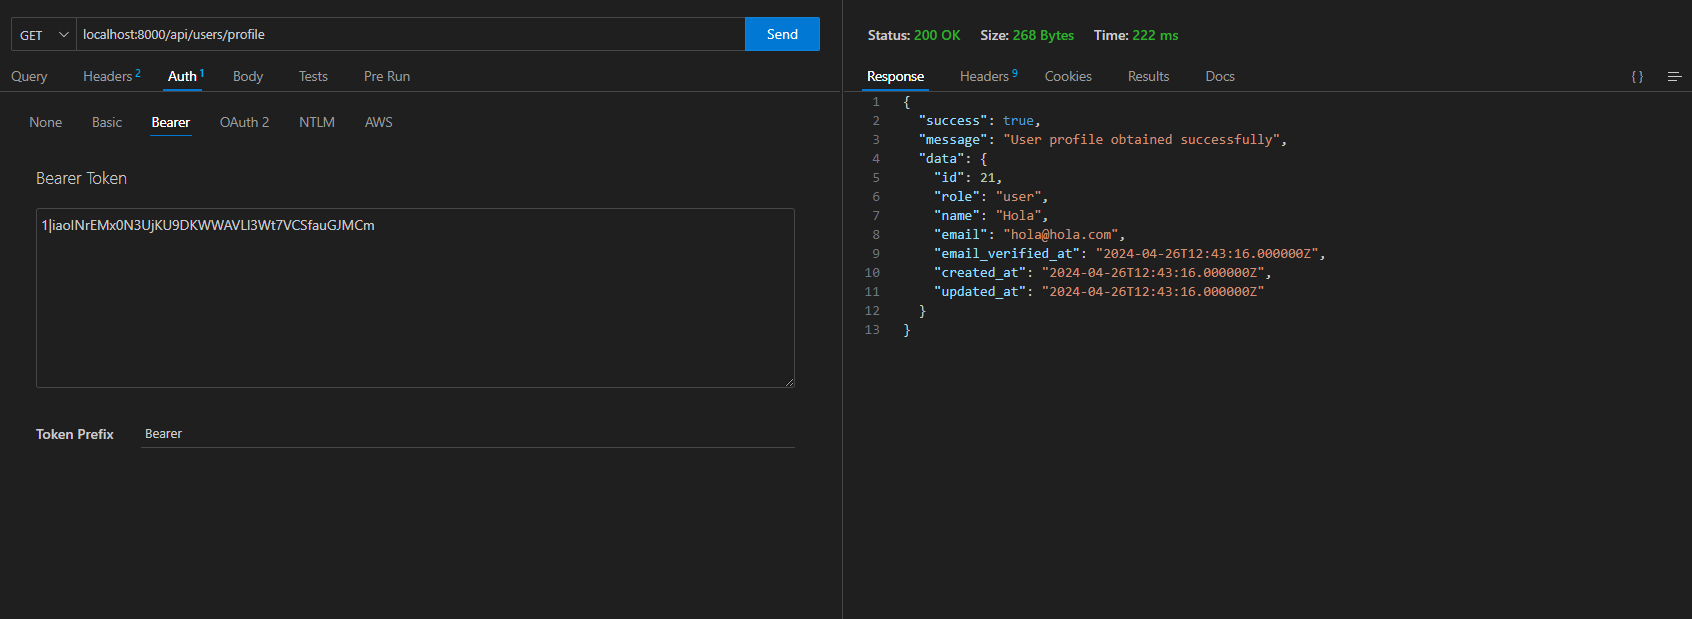 GET localhost:8000/api/users/profile Send
Query Headers 2 Auth 1 Body Tests Pre Run
None Basic Bearer OAuth 2 NTLM AWS
Bearer Token
1|iaoINrEMx0N3UjKU9DKWWAVLI3Wt7VCSfauGJMCm
Token Prefix Bearer
Status: 200 OK Size: 268 Bytes Time: 222 ms
Response Headers 9 Cookies Results Docs {}
1 {
2 "success": true,
3 "message": "User profile obtained successfully",
4 "data": {
5 "id": 21,
6 "role": "user",
7 "name": "Hola",
8 "email": "hola@hola.com",
9 "email_verified_at": "2024-04-26T12:43:16.000000Z",
10 "created_at": "2024-04-26T12:43:16.000000Z",
11 "updated_at": "2024-04-26T12:43:16.000000Z"
12 }
13 }